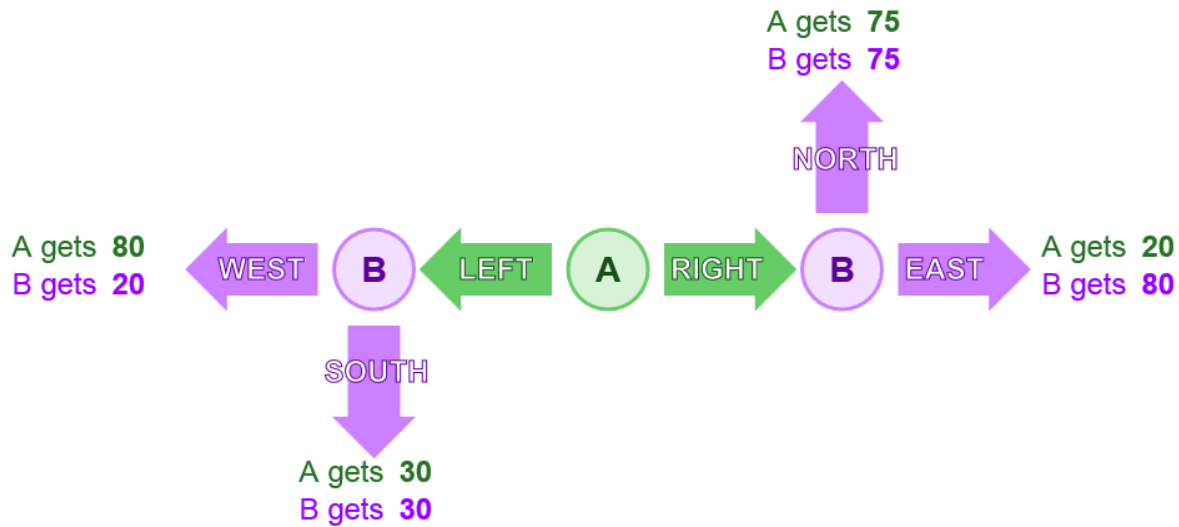 A gets 75
B gets 75
NORTH
A gets 80
B gets 20
WEST
B
LEFT
A
RIGHT
B
EAST
A gets 20
B gets 80
SOUTH
A gets 30
B gets 30